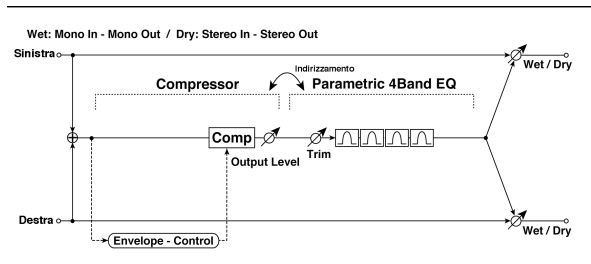 Wet: Mono In - Mono Out / Dry: Stereo In - Stereo Out
Sinistra
Wet / Dry
Indirizzamento
Compressor
Parametric 4Band EQ
Comp
Output Level
Trim
Destra
Wet / Dry
Envelope - Control